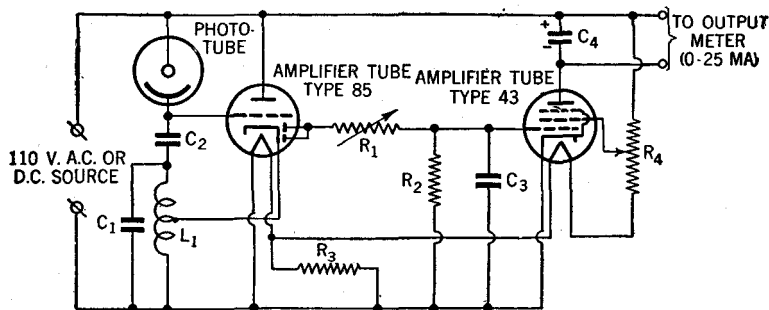 PHOTO-
TUBE
AMPLIFIER TUBE
TYPE 85
AMPLIFIER TUBE
TYPE 43
+
-
C4
TO OUTPUT
METER
(0-25 MA)
110 V. A.C. OR
D.C. SOURCE
C2
C1
L1
R1
R2
C3
R3
R4